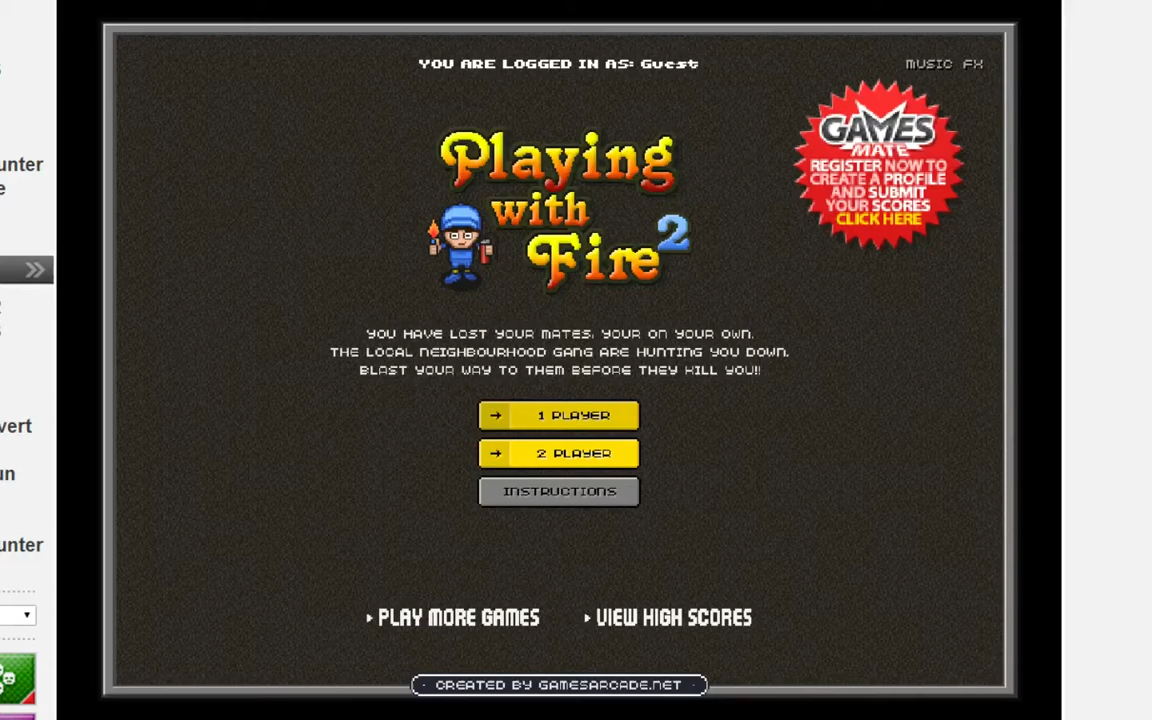 YOU ARE LOGGED IN AS: Guest
MUSIC FX
GAMES
MATE
REGISTER NOW TO
CREATE A PROFILE
AND SUBMIT
YOUR SCORES
CLICK HERE
Playing
with
Fire 2
YOU HAVE LOST YOUR MATES, YOUR ON YOUR OWN.
THE LOCAL NEIGHBOURHOOD GANG ARE HUNTING YOU DOWN.
BLAST YOUR WAY TO THEM BEFORE THEY KILL YOU!!
1 PLAYER
2 PLAYER
INSTRUCTIONS
PLAY MORE GAMES
VIEW HIGH SCORES
CREATED BY GAMESARCADE.NET
unter
e
vert
un
unter